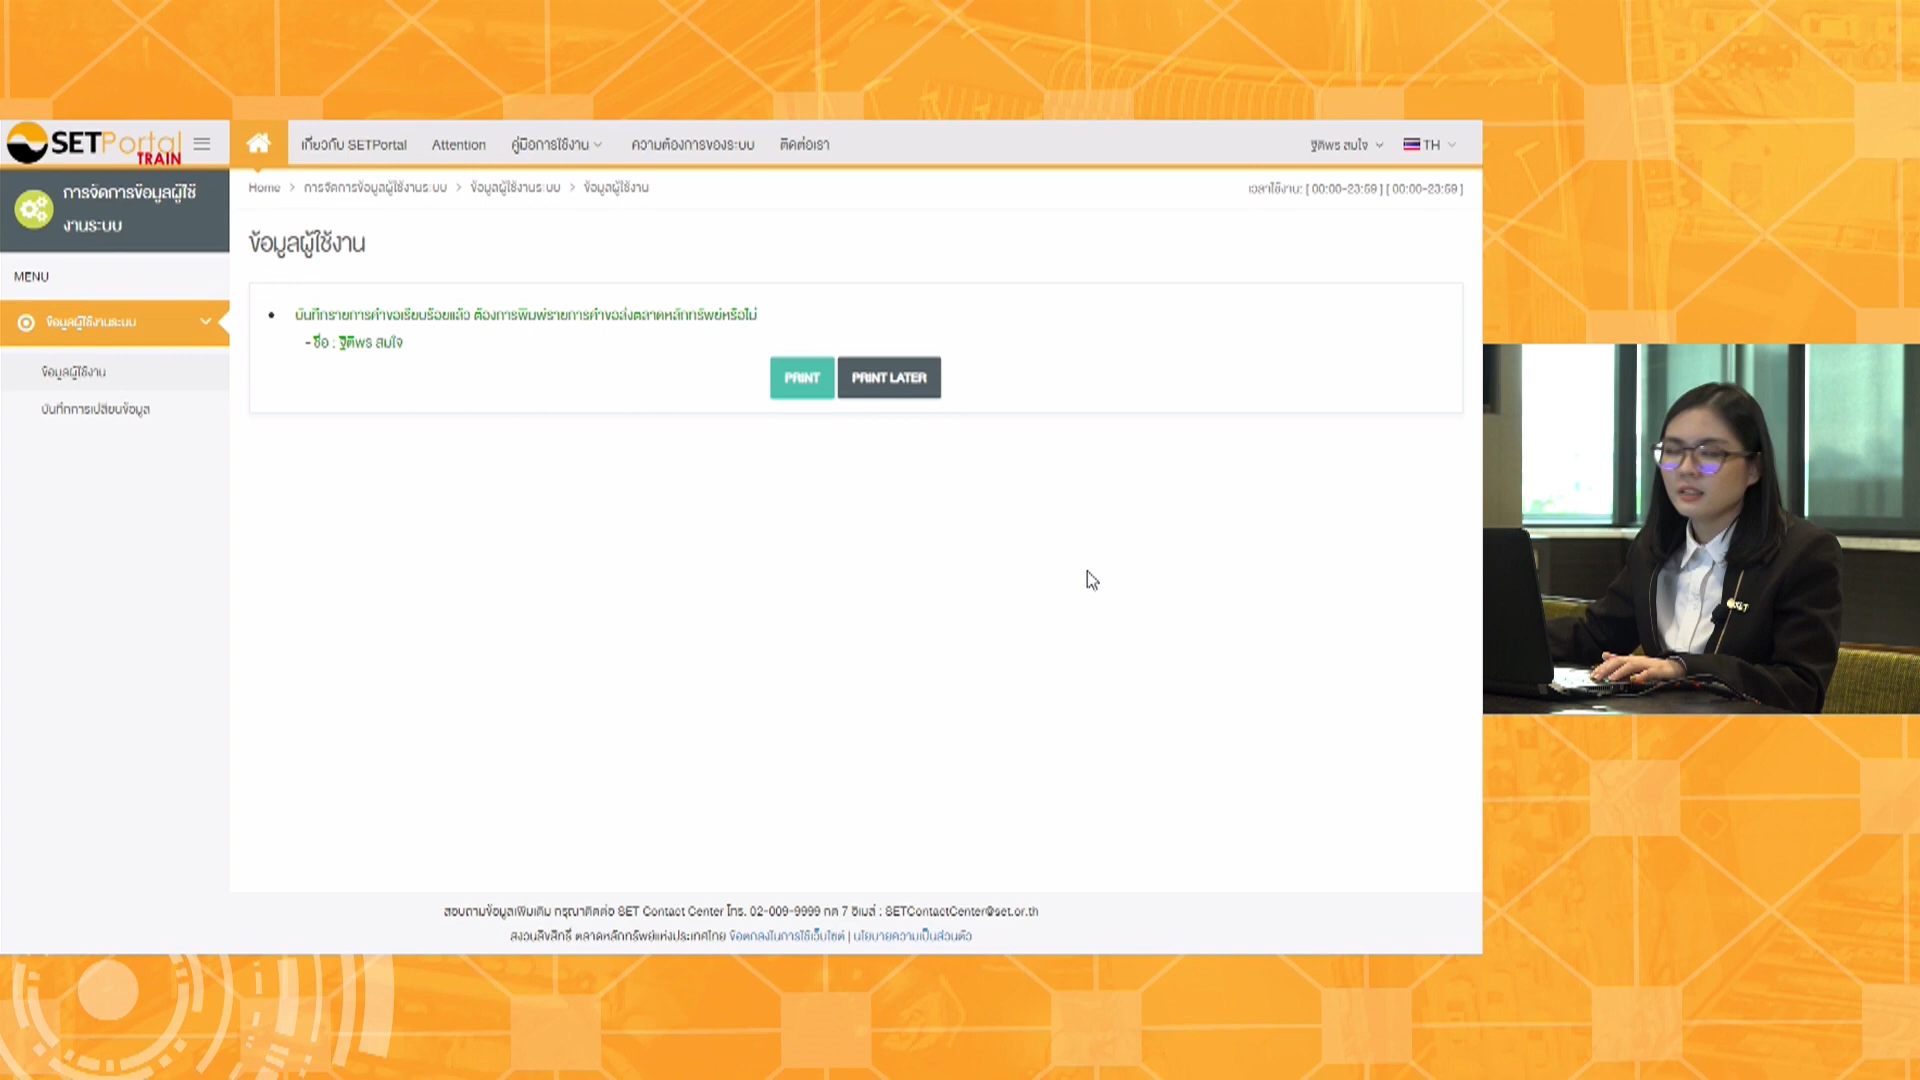 SETPortal
TRAIN
เกี่ยวกับ SETPortal
Attention
คู่มือการใช้งาน
ความต้องการของระบบ
ติดต่อเรา
ฐิติพร สมใจ
TH
การจัดการข้อมูลผู้ใช้
งานระบบ
Home > การจัดการข้อมูลผู้ใช้งานระบบ > ข้อมูลผู้ใช้งานระบบ > ข้อมูลผู้ใช้งาน
เวลาใช้งาน: [ 00:00-23:59 ] [ 00:00-23:59 ]
ข้อมูลผู้ใช้งาน
MENU
ข้อมูลผู้ใช้งานระบบ
ข้อมูลผู้ใช้งาน
บันทึกการเปลี่ยนข้อมูล
บันทึกรายการคำขอเรียบร้อยแล้ว ต้องการพิมพ์รายการคำขอส่งตลาดหลักทรัพย์หรือไม่
- ชื่อ : ฐิติพร สมใจ
PRINT
PRINT LATER
SET
สอบถามข้อมูลเพิ่มเติม กรุณาติดต่อ SET Contact Center โทร. 02-009-9999 กด 7 อีเมล์ : SETContactCenter@set.or.th
สงวนลิขสิทธิ์ ตลาดหลักทรัพย์แห่งประเทศไทย ข้อตกลงในการใช้เว็บไซต์ | นโยบายความเป็นส่วนตัว